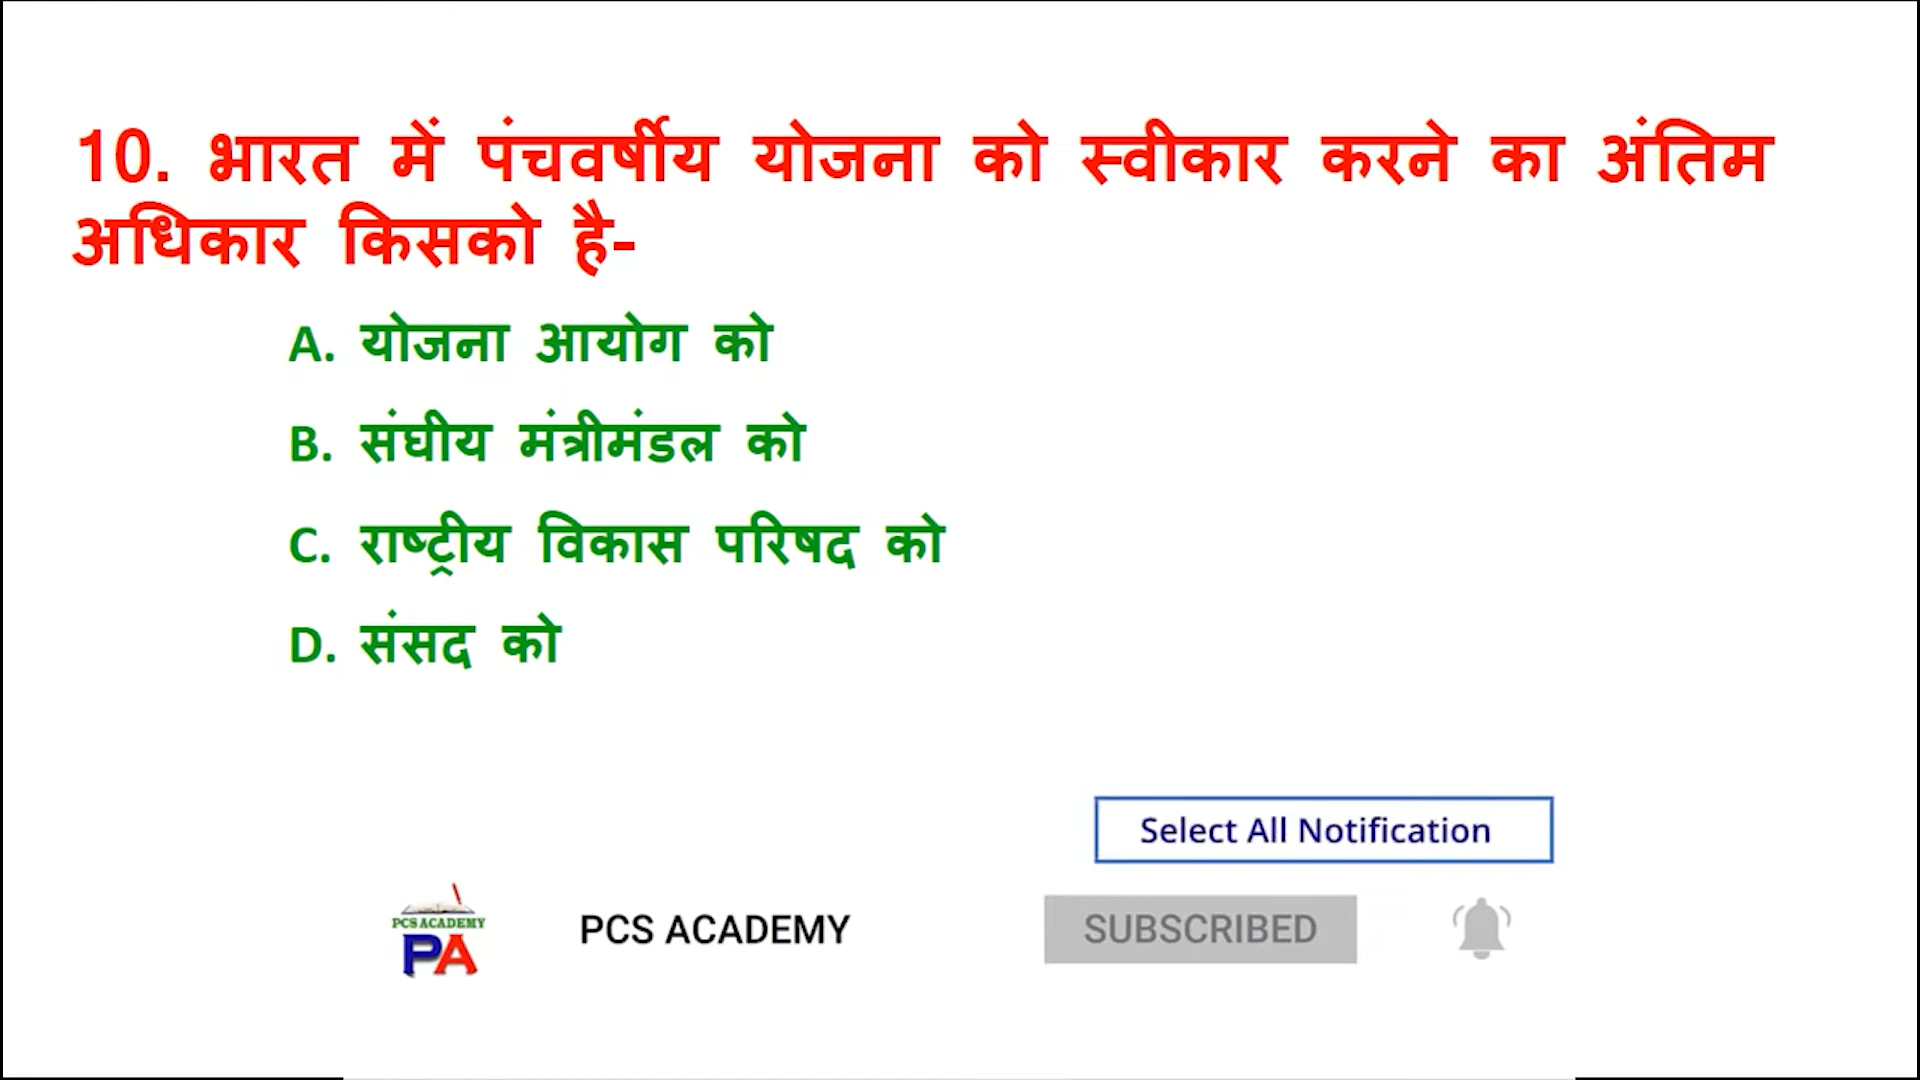 10. भारत में पंचवर्षीय योजना को स्वीकार करने का अंतिम
अधिकार किसको है-
A. योजना आयोग को
B. संघीय मंत्रीमंडल को
C. राष्ट्रीय विकास परिषद को
D. संसद को
Select All Notification
PCS ACADEMY
PA
PCS ACADEMY
SUBSCRIBED